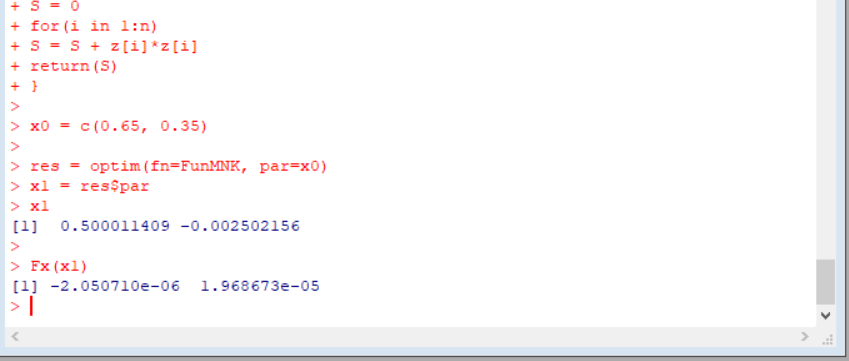 + S = 0
+ for(i in 1:n)
+ S = S + z[i]*z[i]
+ return(S)
+ }
>
> x0 = c(0.65, 0.35)
>
> res = optim(fn=FunMNK, par=x0)
> x1 = res$par
> x1
[1]  0.500011409 -0.002502156
>
> Fx(x1)
[1] -2.050710e-06  1.968673e-05
>